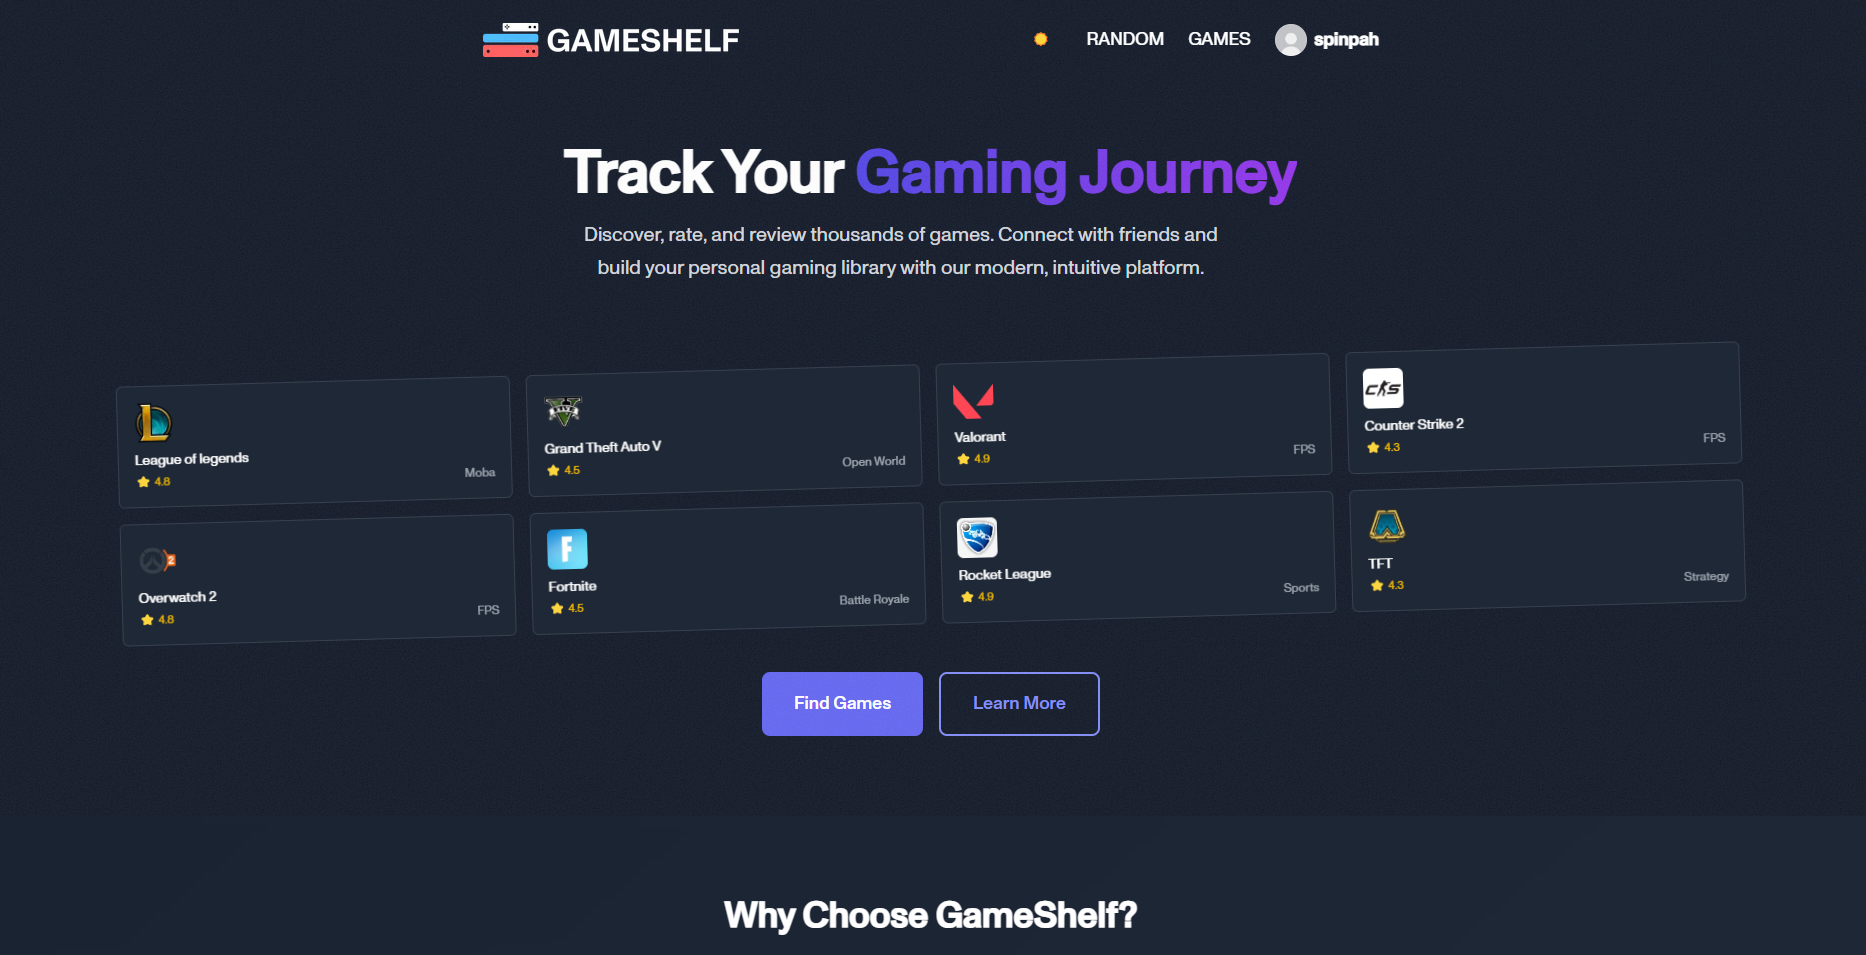 GAMESHELF
RANDOM
GAMES
spinpah
Track Your Gaming Journey
Discover, rate, and review thousands of games. Connect with friends and
build your personal gaming library with our modern, intuitive platform.
League of legends
4.8
Moba
Grand Theft Auto V
4.5
Open World
Valorant
4.9
FPS
CS
Counter Strike 2
4.3
FPS
2
Overwatch 2
4.8
FPS
F
Fortnite
4.5
Battle Royale
Rocket League
4.9
Sports
TFT
4.3
Strategy
Find Games
Learn More
Why Choose GameShelf?